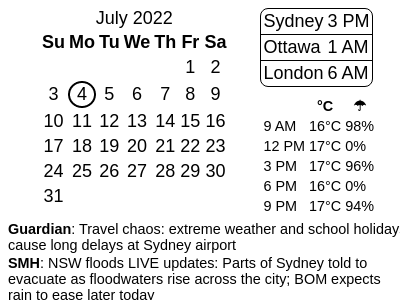 July 2022
Su Mo Tu We Th Fr Sa
1 2
3 4 5 6 7 8 9
10 11 12 13 14 15 16
17 18 19 20 21 22 23
24 25 26 27 28 29 30
31
Sydney 3 PM
Ottawa 1 AM
London 6 AM
°C ☂
9 AM 16°C 98%
12 PM 17°C 0%
3 PM 17°C 96%
6 PM 16°C 0%
9 PM 17°C 94%
Guardian: Travel chaos: extreme weather and school holiday
cause long delays at Sydney airport
SMH: NSW floods LIVE updates: Parts of Sydney told to
evacuate as floodwaters rise across the city; BOM expects
rain to ease later today